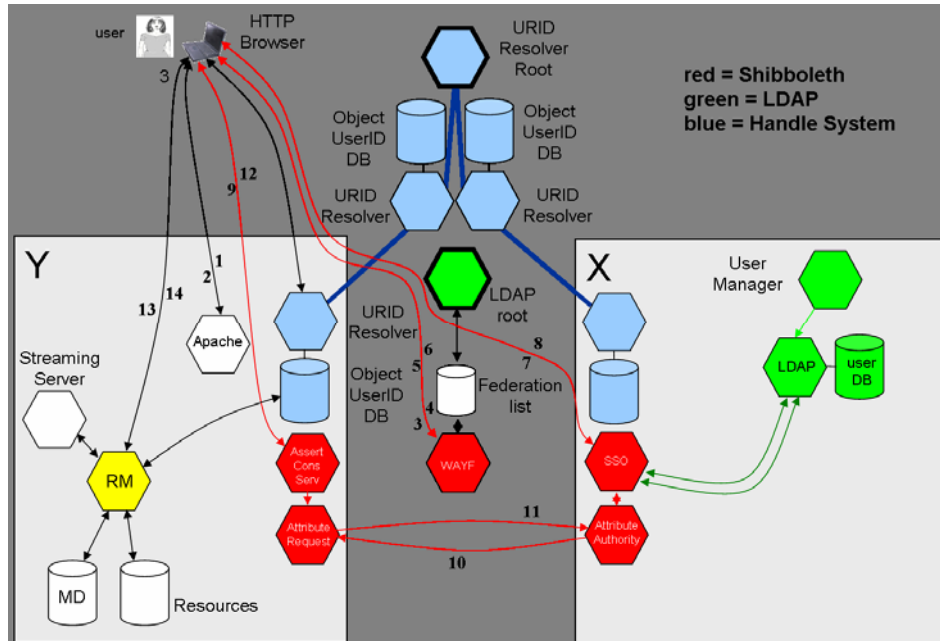 user
HTTP
Browser
3
URID
Resolver
Root
red = Shibboleth
green = LDAP
blue = Handle System
Object
UserID
DB
Object
UserID
DB
12
9
URID
Resolver
URID
Resolver
Y
X
User
Manager
1
2
13
14
Apache
LDAP
root
URID
Resolver
6
5
8
7
Streaming
Server
Object
UserID
DB
4
3
Federation
list
LDAP
user
DB
RM
Assert
Cons
Serv
WAYF
SSO
Attribute
Request
11
10
Attribute
Authority
MD
Resources